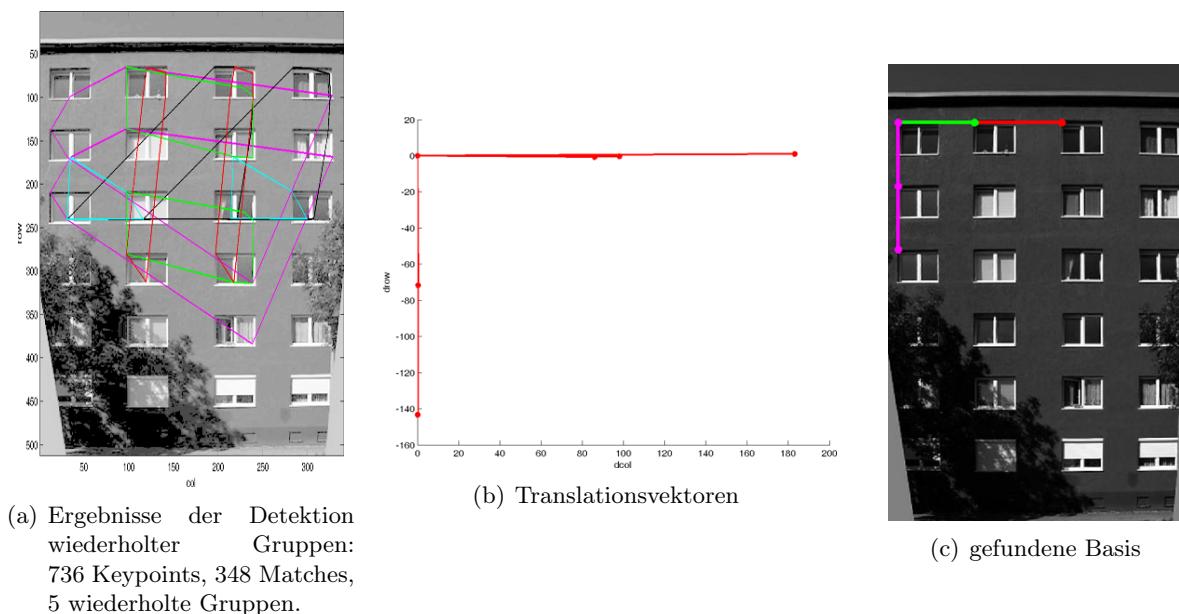 50
100
150
200
250
300
350
400
450
500
row
50 100 150 200 250 300
col
(a) Ergebnisse der Detektion
wiederholter Gruppen:
736 Keypoints, 348 Matches,
5 wiederholte Gruppen.
20
0
-20
-40
-60
-80
-100
-120
-140
-160
drow
0 20 40 60 80 100 120 140 160 180 200
dcol
(b) Translationsvektoren
(c) gefundene Basis